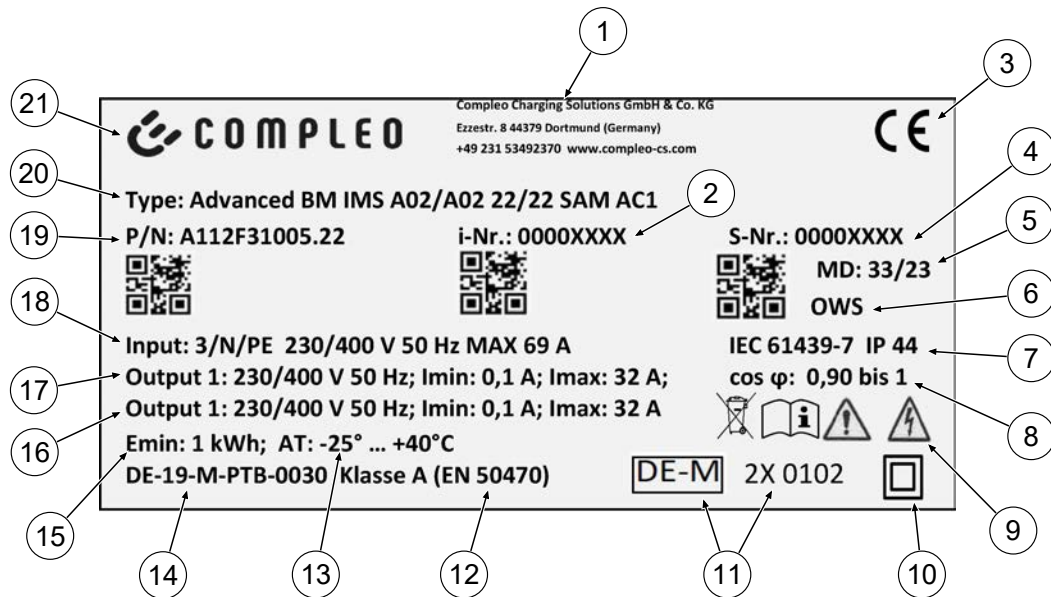 1
3
21
COMPLEO
Compleo Charging Solutions GmbH & Co. KG
Ezzestr. 8 44379 Dortmund (Germany)
+49 231 53492370 www.compleo-cs.com
CE
4
20
Type: Advanced BM IMS A02/A02 22/22 SAM AC1
2
5
19
P/N: A112F31005.22
i-Nr.: 0000XXXX
S-Nr.: 0000XXXX
MD: 33/23
6
OWS
18
Input: 3/N/PE 230/400 V 50 Hz MAX 69 A
IEC 61439-7 IP 44
7
17
Output 1: 230/400 V 50 Hz; Imin: 0,1 A; Imax: 32 A;
cos φ: 0,90 bis 1
16
Output 1: 230/400 V 50 Hz; Imin: 0,1 A; Imax: 32 A
8
Emin: 1 kWh; AT: -25° ... +40°C
DE-19-M-PTB-0030 Klasse A (EN 50470)
DE-M
2X 0102
15
9
14
13
12
11
10